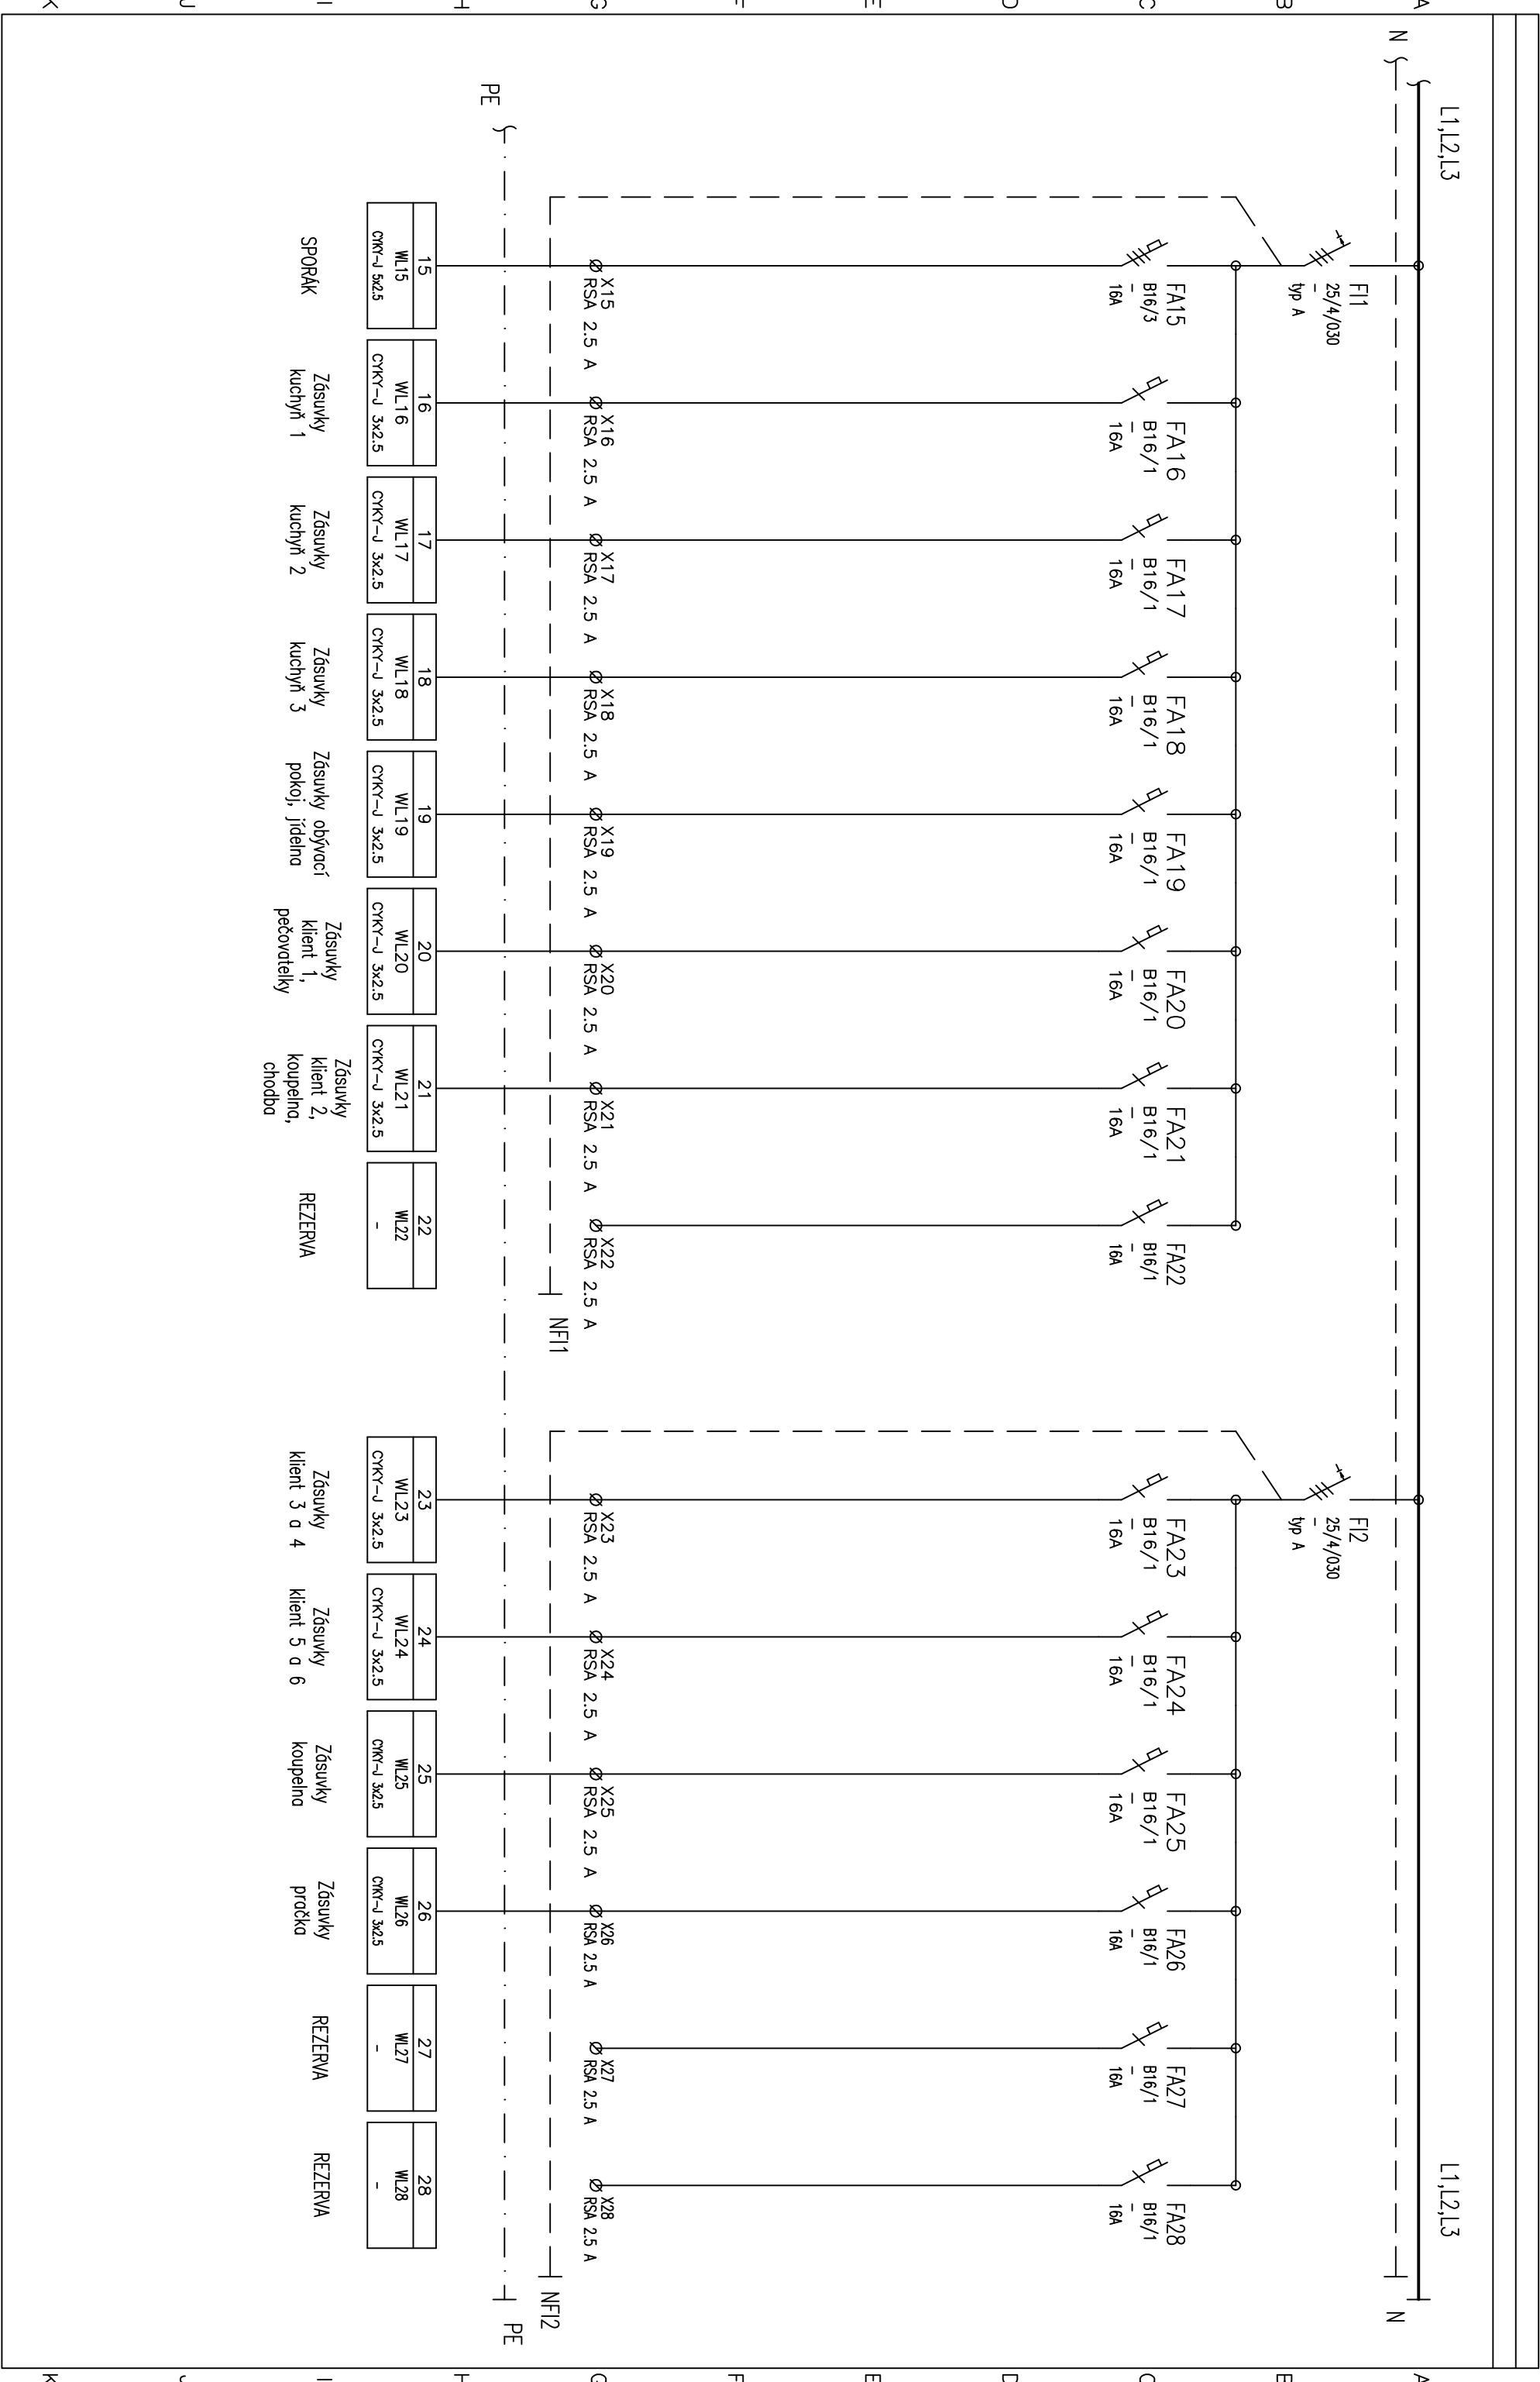 A
B
C
D
E
F
G
H
I
J
K
L1,L2,L3
L1,L2,L3
N
N
FI1
25/4/030
-
typ A
FI2
25/4/030
-
typ A
FA15
B16/3
-
16A
FA16
B16/1
-
16A
FA17
B16/1
-
16A
FA18
B16/1
-
16A
FA19
B16/1
-
16A
FA20
B16/1
-
16A
FA21
B16/1
-
16A
FA22
B16/1
-
16A
FA23
B16/1
-
16A
FA24
B16/1
-
16A
FA25
B16/1
-
16A
FA26
B16/1
-
16A
FA27
B16/1
-
16A
FA28
B16/1
-
16A
X15
RSA 2.5 A
X16
RSA 2.5 A
X17
RSA 2.5 A
X18
RSA 2.5 A
X19
RSA 2.5 A
X20
RSA 2.5 A
X21
RSA 2.5 A
X22
RSA 2.5 A
X23
RSA 2.5 A
X24
RSA 2.5 A
X25
RSA 2.5 A
X26
RSA 2.5 A
X27
RSA 2.5 A
X28
RSA 2.5 A
NFI1
NFI2
PE
PE
15
WL15
CYKY-J 5x2.5
SPORÁK
16
WL16
CYKY-J 3x2.5
Zásuvky
kuchyň 1
17
WL17
CYKY-J 3x2.5
Zásuvky
kuchyň 2
18
WL18
CYKY-J 3x2.5
Zásuvky
kuchyň 3
19
WL19
CYKY-J 3x2.5
Zásuvky obývací
pokoj, jídelna
20
WL20
CYKY-J 3x2.5
Zásuvky
klient 1,
pečovatelky
21
WL21
CYKY-J 3x2.5
Zásuvky
klient 2,
koupelna,
chodba
22
WL22
-
REZERVA
23
WL23
CYKY-J 3x2.5
Zásuvky
klient 3 a 4
24
WL24
CYKY-J 3x2.5
Zásuvky
klient 5 a 6
25
WL25
CYKY-J 3x2.5
Zásuvky
koupelna
26
WL26
CYKY-J 3x2.5
Zásuvky
pračka
27
WL27
-
REZERVA
28
WL28
-
REZERVA
A
B
C
D
E
F
G
H
I
J
K